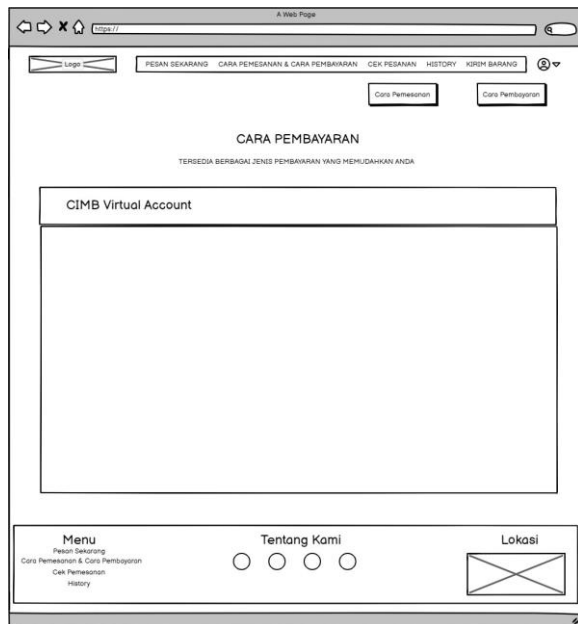 A Web Page
https://
Logo
PESAN SEKARANG CARA PEMESANAN & CARA PEMBAYARAN CEK PESANAN HISTORY KIRIM BARANG
Cara Pemesanan
Cara Pembayaran
CARA PEMBAYARAN
TERSEDIA BERBAGAI JENIS PEMBAYARAN YANG MEMUDAHKAN ANDA
CIMB Virtual Account
Menu
Pesan Sekarang
Cara Pemesanan & Cara Pembayaran
Cek Pemesanan
History
Tentang Kami
Lokasi